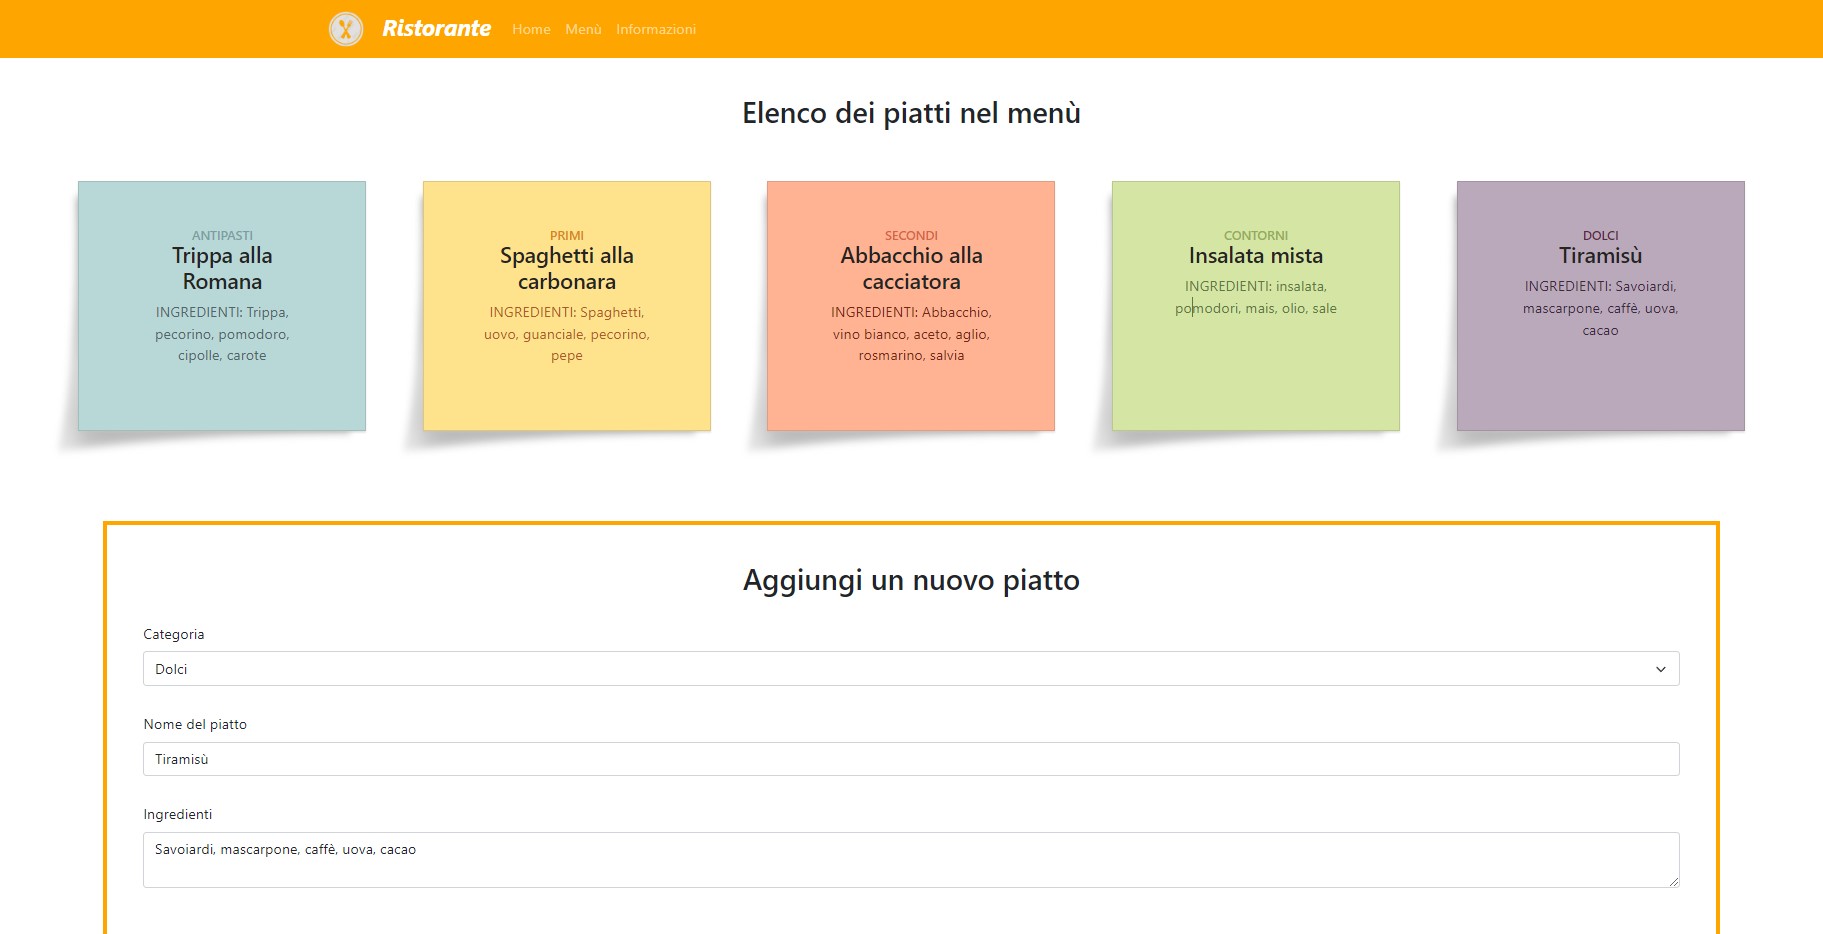 Ristorante Home Menù Informazioni
Elenco dei piatti nel menù
ANTIPASTI
Trippa alla
Romana
INGREDIENTI: Trippa,
pecorino, pomodoro,
cipolle, carote
PRIMI
Spaghetti alla
carbonara
INGREDIENTI: Spaghetti,
uovo, guanciale, pecorino,
pepe
SECONDI
Abbacchio alla
cacciatora
INGREDIENTI: Abbacchio,
vino bianco, aceto, aglio,
rosmarino, salvia
CONTORNI
Insalata mista
INGREDIENTI: insalata,
pomodori, mais, olio, sale
DOLCI
Tiramisù
INGREDIENTI: Savoiardi,
mascarpone, caffè, uova,
cacao
Aggiungi un nuovo piatto
Categoria
Dolci
Nome del piatto
Tiramisù
Ingredienti
Savoiardi, mascarpone, caffè, uova, cacao